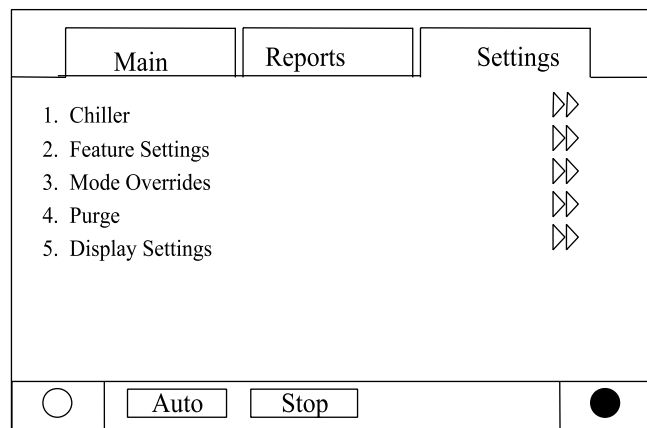 Main Reports Settings
1. Chiller
2. Feature Settings
3. Mode Overrides
4. Purge
5. Display Settings
Auto Stop